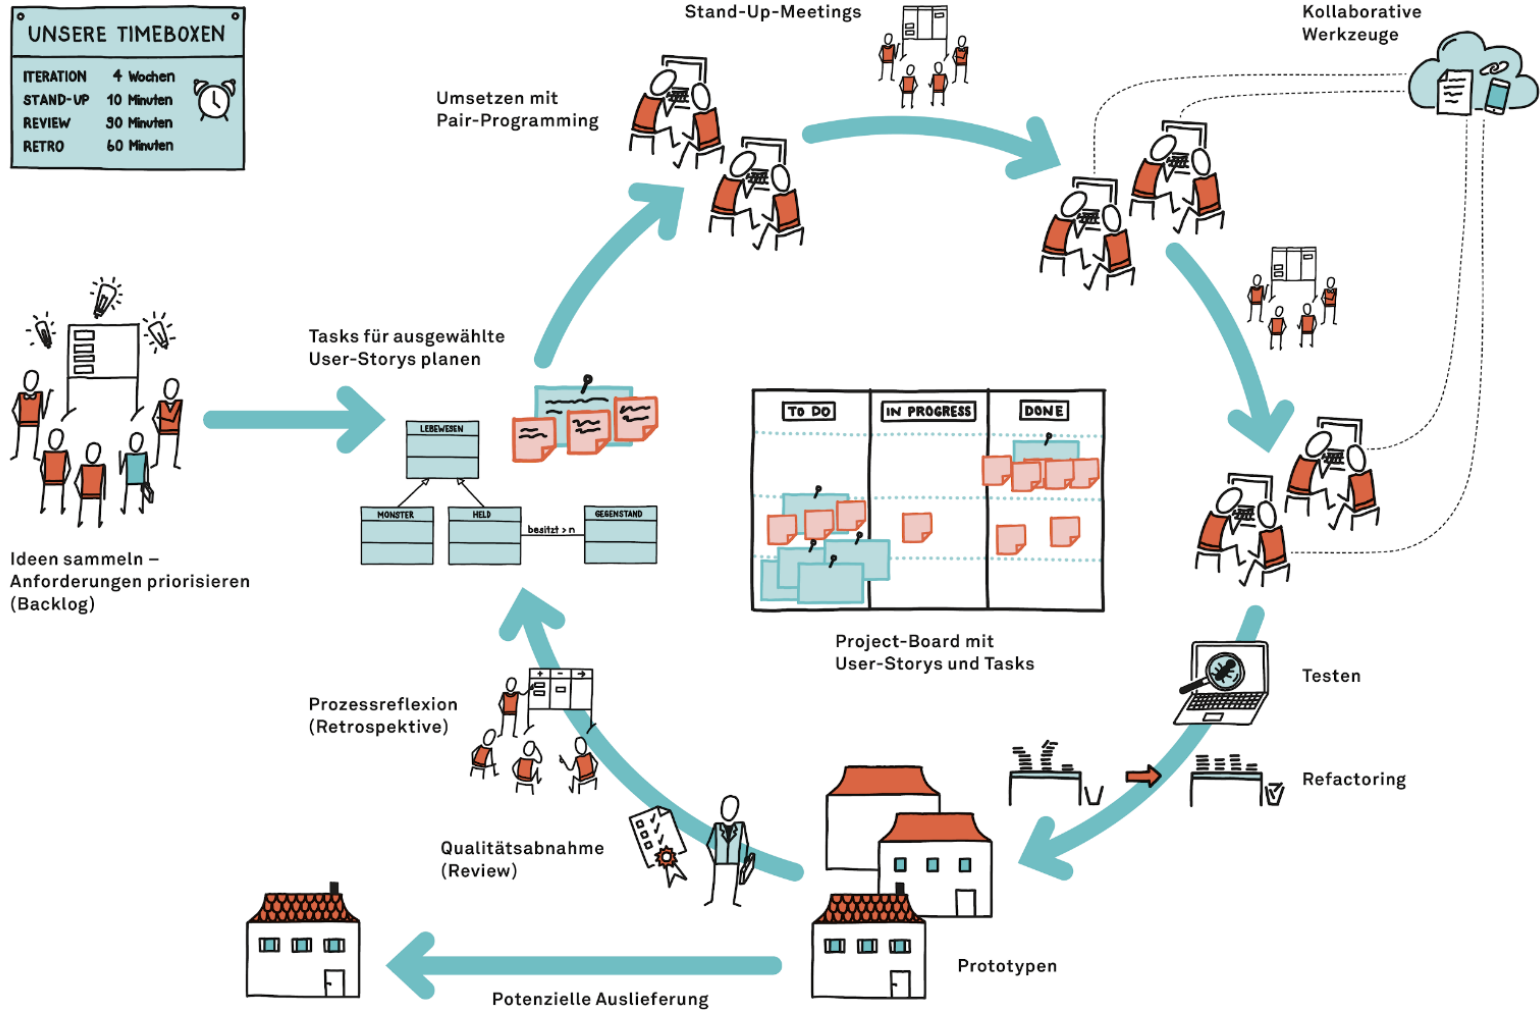 UNSERE TIMEBOXEN
ITERATION 4 Wochen
STAND-UP 10 Minuten
REVIEW 30 Minuten
RETRO 60 Minuten
Stand-Up-Meetings
Kollaborative
Werkzeuge
Umsetzen mit
Pair-Programming
Tasks für ausgewählte
User-Storys planen
LEBEWESEN
MONSTER
HELD
besitzt > n
GEGENSTAND
TO DO
IN PROGRESS
DONE
Ideen sammeln –
Anforderungen priorisieren
(Backlog)
Project-Board mit
User-Storys und Tasks
Testen
Prozessreflexion
(Retrospektive)
+ - →
Refactoring
Qualitätsabnahme
(Review)
Prototypen
Potenzielle Auslieferung